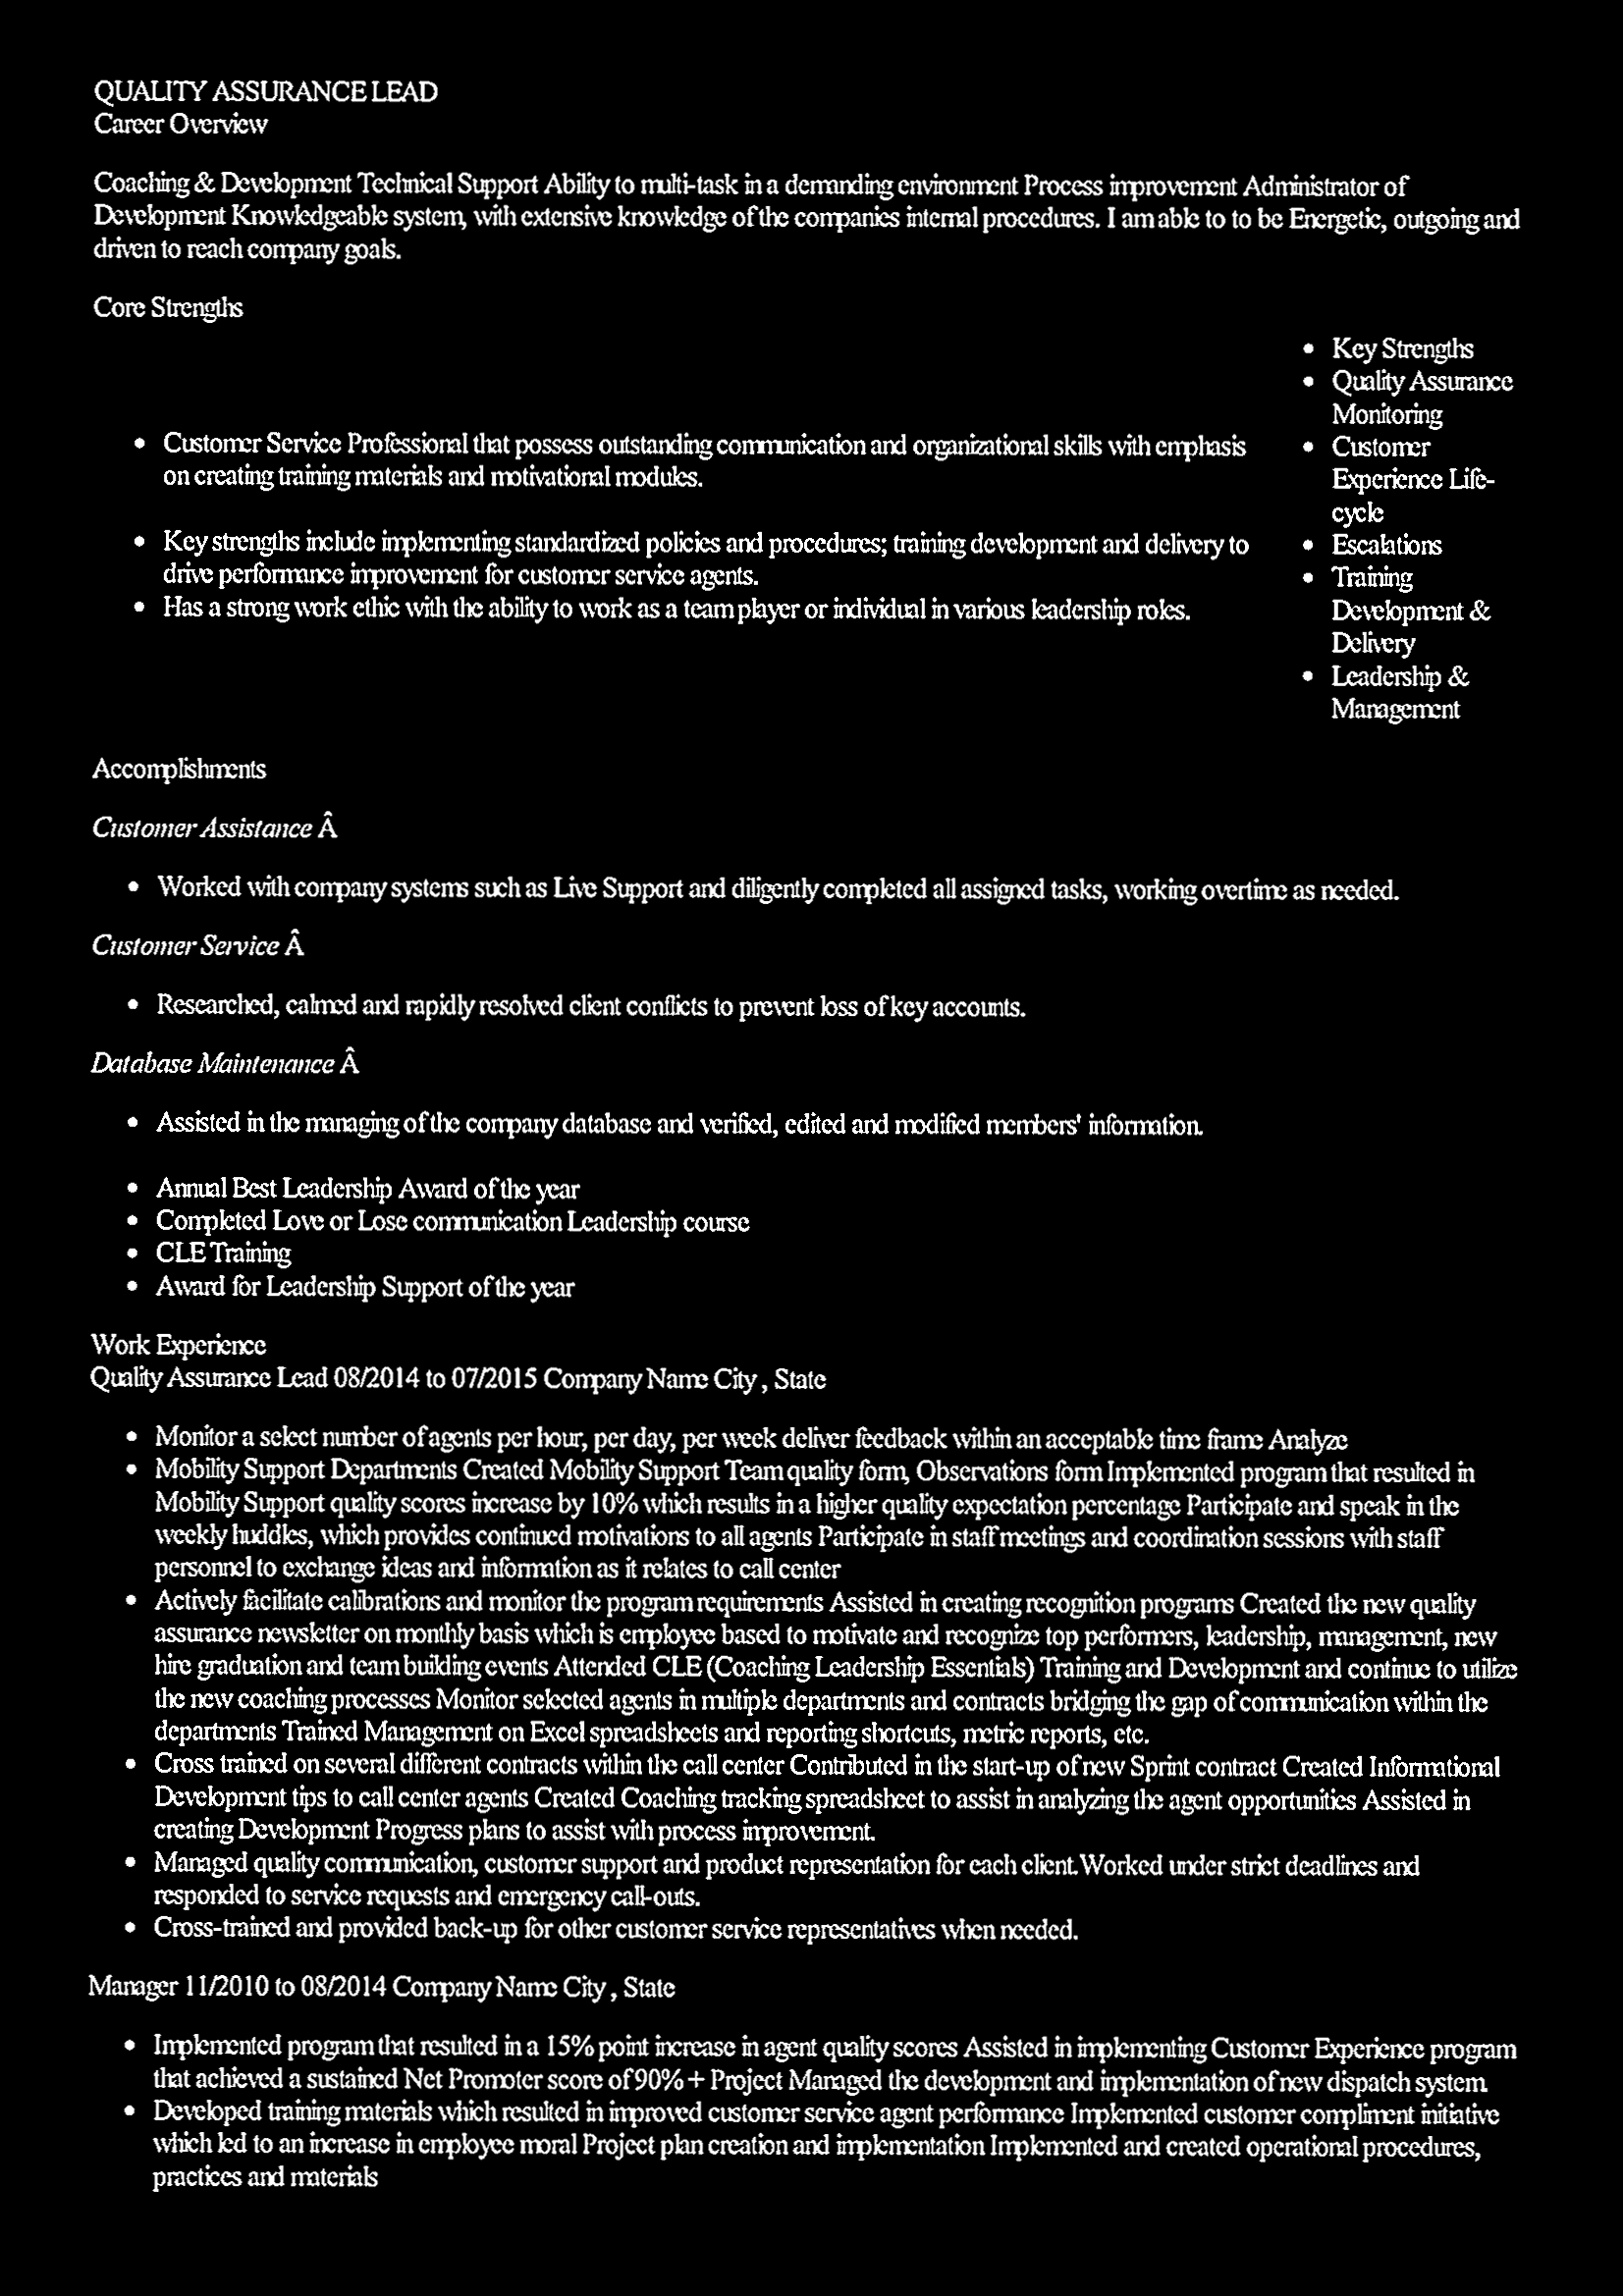 QUALITY ASSURANCE LEAD
Career Overview
Coaching & Development Technical Support Ability to multi-task in a demanding environment Process improvement Administrator of
Development Knowledgeable system, with extensive knowledge of the companies internal procedures. I am able to to be Energetic, outgoing and
driven to reach company goals.
Core Strengths
• Customer Service Professional that possess outstanding communication and organizational skills with emphasis
on creating training materials and motivational modules.
• Key strengths include implementing standardized policies and procedures; training development and delivery to
drive performance improvement for customer service agents.
• Has a strong work ethic with the ability to work as a team player or individual in various leadership roles.
• Key Strengths
• Quality Assurance
Monitoring
• Customer
Experience Life-
cycle
• Escalations
• Training
Development &
Delivery
• Leadership &
Management
Accomplishments
Customer Assistance Â
• Worked with company systems such as Live Support and diligently completed all assigned tasks, working overtime as needed.
Customer Service Â
• Researched, calmed and rapidly resolved client conflicts to prevent loss of key accounts.
Database Maintenance Â
• Assisted in the managing of the company database and verified, edited and modified members' information.
• Annual Best Leadership Award of the year
• Completed Love or Lose communication Leadership course
• CLE Training
• Award for Leadership Support of the year
Work Experience
Quality Assurance Lead 08/2014 to 07/2015 Company Name City , State
• Monitor a select number of agents per hour, per day, per week deliver feedback within an acceptable time frame Analyze
• Mobility Support Departments Created Mobility Support Team quality form, Observations form Implemented program that resulted in
Mobility Support quality scores increase by 10% which results in a higher quality expectation percentage Participate and speak in the
weekly huddles, which provides continued motivations to all agents Participate in staff meetings and coordination sessions with staff
personnel to exchange ideas and information as it relates to call center
• Actively facilitate calibrations and monitor the program requirements Assisted in creating recognition programs Created the new quality
assurance newsletter on monthly basis which is employee based to motivate and recognize top performers, leadership, management, new
hire graduation and team building events Attended CLE (Coaching Leadership Essentials) Training and Development and continue to utilize
the new coaching processes Monitor selected agents in multiple departments and contracts bridging the gap of communication within the
departments Trained Management on Excel spreadsheets and reporting shortcuts, metric reports, etc.
• Cross trained on several different contracts within the call center Contributed in the start-up of new Sprint contract Created Informational
Development tips to call center agents Created Coaching tracking spreadsheet to assist in analyzing the agent opportunities Assisted in
creating Development Progress plans to assist with process improvement.
• Managed quality communication, customer support and product representation for each client.Worked under strict deadlines and
responded to service requests and emergency call-outs.
• Cross-trained and provided back-up for other customer service representatives when needed.
Manager 11/2010 to 08/2014 Company Name City , State
• Implemented program that resulted in a 15% point increase in agent quality scores Assisted in implementing Customer Experience program
that achieved a sustained Net Promoter score of 90% + Project Managed the development and implementation of new dispatch system
• Developed training materials which resulted in improved customer service agent performance Implemented customer compliment initiative
which led to an increase in employee moral Project plan creation and implementation Implemented and created operational procedures,
practices and materials